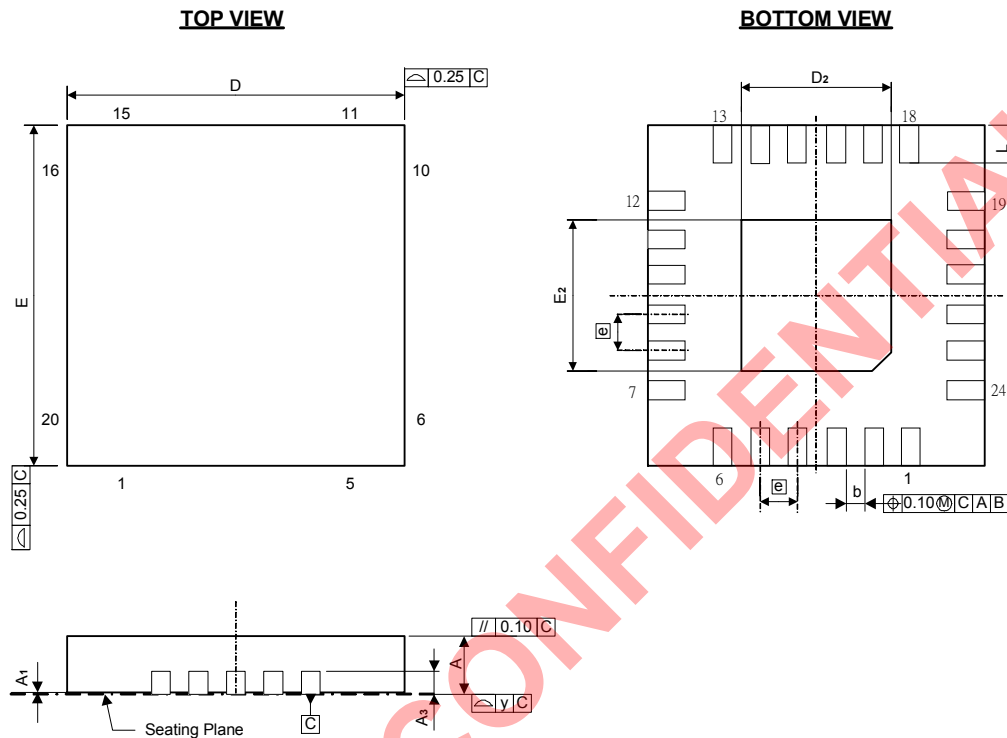 TOP VIEW
BOTTOM VIEW
⌓ 0.25 C
D
D2
15 11
13 18
16 10
12 19
L
E
E2
e
20 6
7 24
1 5
6 1
e b
⌓ 0.25 C
⌖ 0.10 Ⓜ C A B
// 0.10 C
A
A1
A3
⌓ y C
C
Seating Plane
CONFIDENTIAL